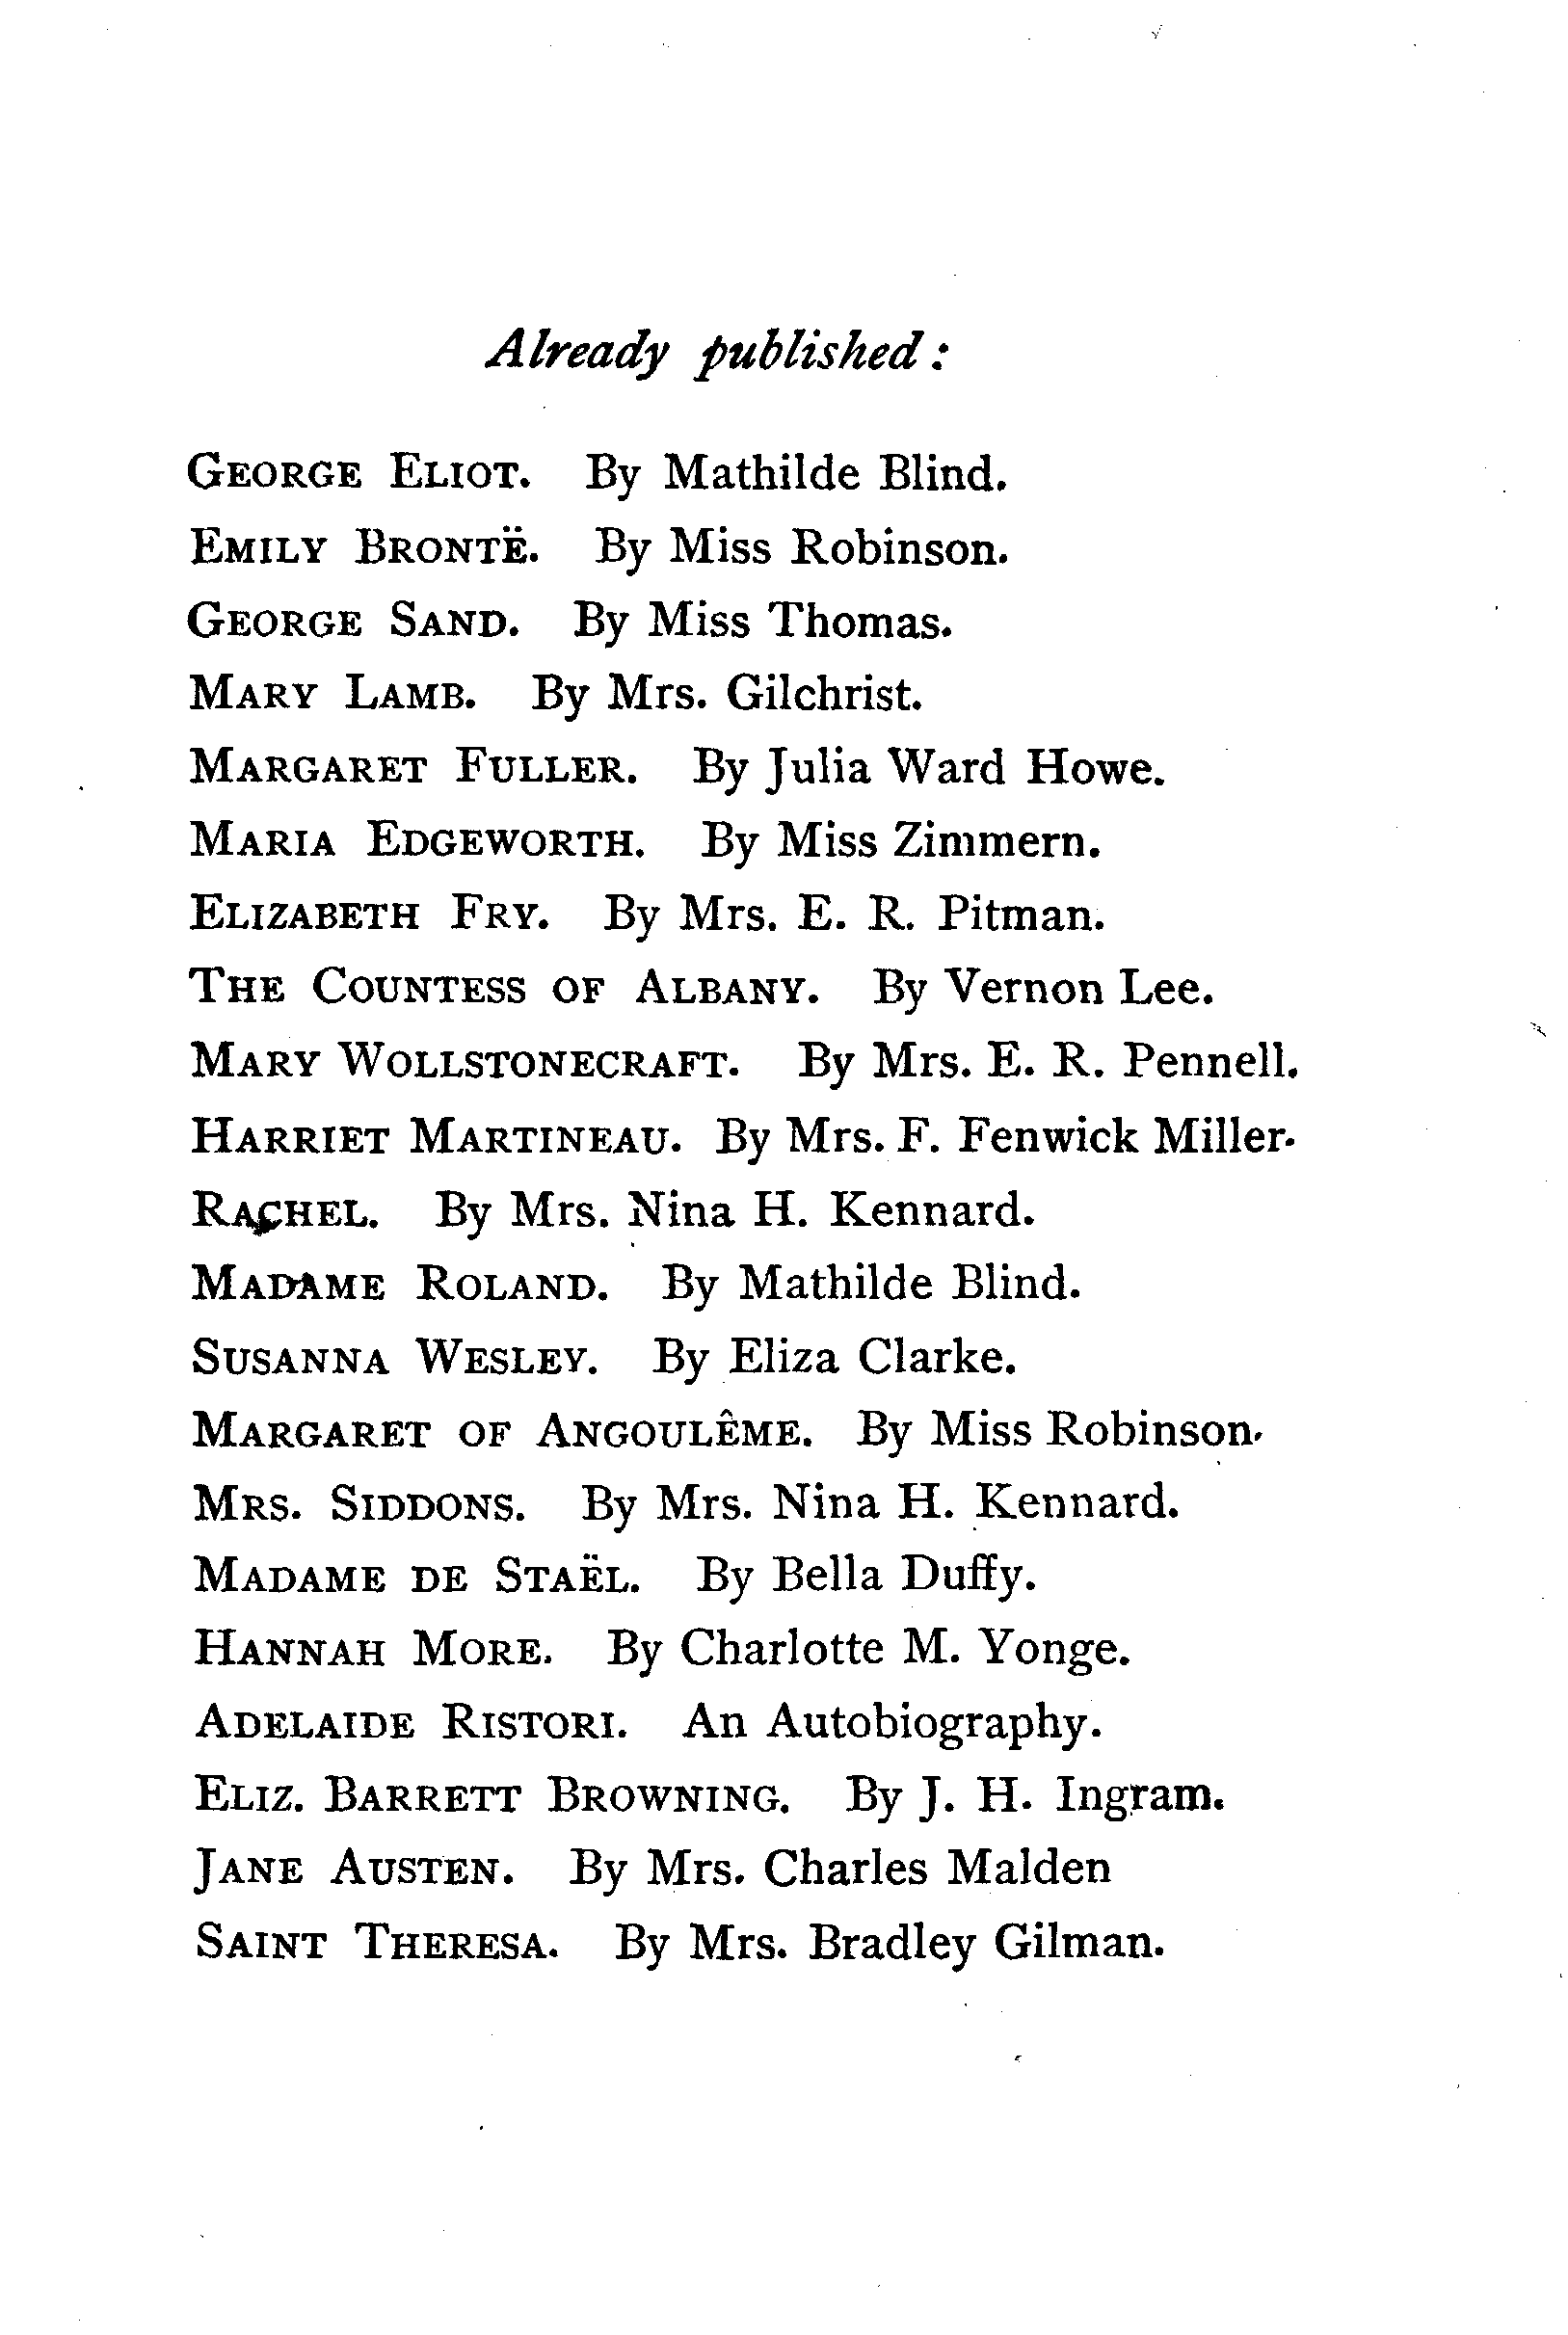 Already published:
GEORGE ELIOT. By Mathilde Blind.
EMILY BRONTË. By Miss Robinson.
GEORGE SAND. By Miss Thomas.
MARY LAMB. By Mrs. Gilchrist.
MARGARET FULLER. By Julia Ward Howe.
MARIA EDGEWORTH. By Miss Zimmern.
ELIZABETH FRY. By Mrs. E. R. Pitman.
THE COUNTESS OF ALBANY. By Vernon Lee.
MARY WOLLSTONECRAFT. By Mrs. E. R. Pennell.
HARRIET MARTINEAU. By Mrs. F. Fenwick Miller.
RACHEL. By Mrs. Nina H. Kennard.
MADAME ROLAND. By Mathilde Blind.
SUSANNA WESLEY. By Eliza Clarke.
MARGARET OF ANGOULÊME. By Miss Robinson.
MRS. SIDDONS. By Mrs. Nina H. Kennard.
MADAME DE STAËL. By Bella Duffy.
HANNAH MORE. By Charlotte M. Yonge.
ADELAIDE RISTORI. An Autobiography.
ELIZ. BARRETT BROWNING. By J. H. Ingram.
JANE AUSTEN. By Mrs. Charles Malden
SAINT THERESA. By Mrs. Bradley Gilman.